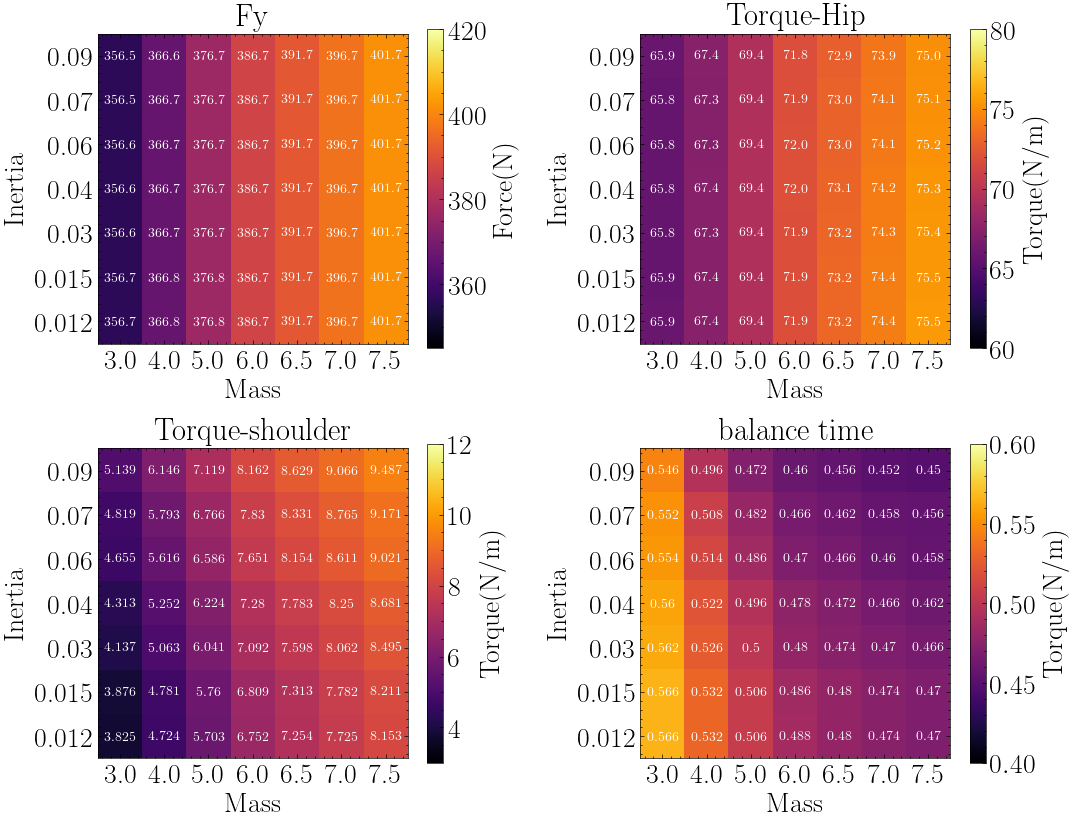 Fy
0.09 356.5 366.6 376.7 386.7 391.7 396.7 401.7
0.07 356.5 366.7 376.7 386.7 391.7 396.7 401.7
0.06 356.6 366.7 376.7 386.7 391.7 396.7 401.7
0.04 356.6 366.7 376.7 386.7 391.7 396.7 401.7
0.03 356.6 366.7 376.7 386.7 391.7 396.7 401.7
0.015 356.7 366.8 376.8 386.7 391.7 396.7 401.7
0.012 356.7 366.8 376.8 386.7 391.7 396.7 401.7
3.0 4.0 5.0 6.0 6.5 7.0 7.5
Mass
Inertia
420
400
380
360
Force(N)
Torque-Hip
0.09 65.9 67.4 69.4 71.8 72.9 73.9 75.0
0.07 65.8 67.3 69.4 71.9 73.0 74.1 75.1
0.06 65.8 67.3 69.4 72.0 73.0 74.1 75.2
0.04 65.8 67.4 69.4 72.0 73.1 74.2 75.3
0.03 65.8 67.3 69.4 71.9 73.2 74.3 75.4
0.015 65.9 67.4 69.4 71.9 73.2 74.4 75.5
0.012 65.9 67.4 69.4 71.9 73.2 74.4 75.5
3.0 4.0 5.0 6.0 6.5 7.0 7.5
Mass
Inertia
80
75
70
65
60
Torque(N/m)
Torque-shoulder
0.09 5.139 6.146 7.119 8.162 8.629 9.066 9.487
0.07 4.819 5.793 6.766 7.83 8.331 8.765 9.171
0.06 4.655 5.616 6.586 7.651 8.154 8.611 9.021
0.04 4.313 5.252 6.224 7.28 7.783 8.25 8.681
0.03 4.137 5.063 6.041 7.092 7.598 8.062 8.495
0.015 3.876 4.781 5.76 6.809 7.313 7.782 8.211
0.012 3.825 4.724 5.703 6.752 7.254 7.725 8.153
3.0 4.0 5.0 6.0 6.5 7.0 7.5
Mass
Inertia
12
10
8
6
4
Torque(N/m)
balance time
0.09 0.546 0.496 0.472 0.46 0.456 0.452 0.45
0.07 0.552 0.508 0.482 0.466 0.462 0.458 0.456
0.06 0.554 0.514 0.486 0.47 0.466 0.46 0.458
0.04 0.56 0.522 0.496 0.478 0.472 0.466 0.462
0.03 0.562 0.526 0.5 0.48 0.474 0.47 0.466
0.015 0.566 0.532 0.506 0.486 0.48 0.474 0.47
0.012 0.566 0.532 0.506 0.488 0.48 0.474 0.47
3.0 4.0 5.0 6.0 6.5 7.0 7.5
Mass
Inertia
0.60
0.55
0.50
0.45
0.40
Torque(N/m)